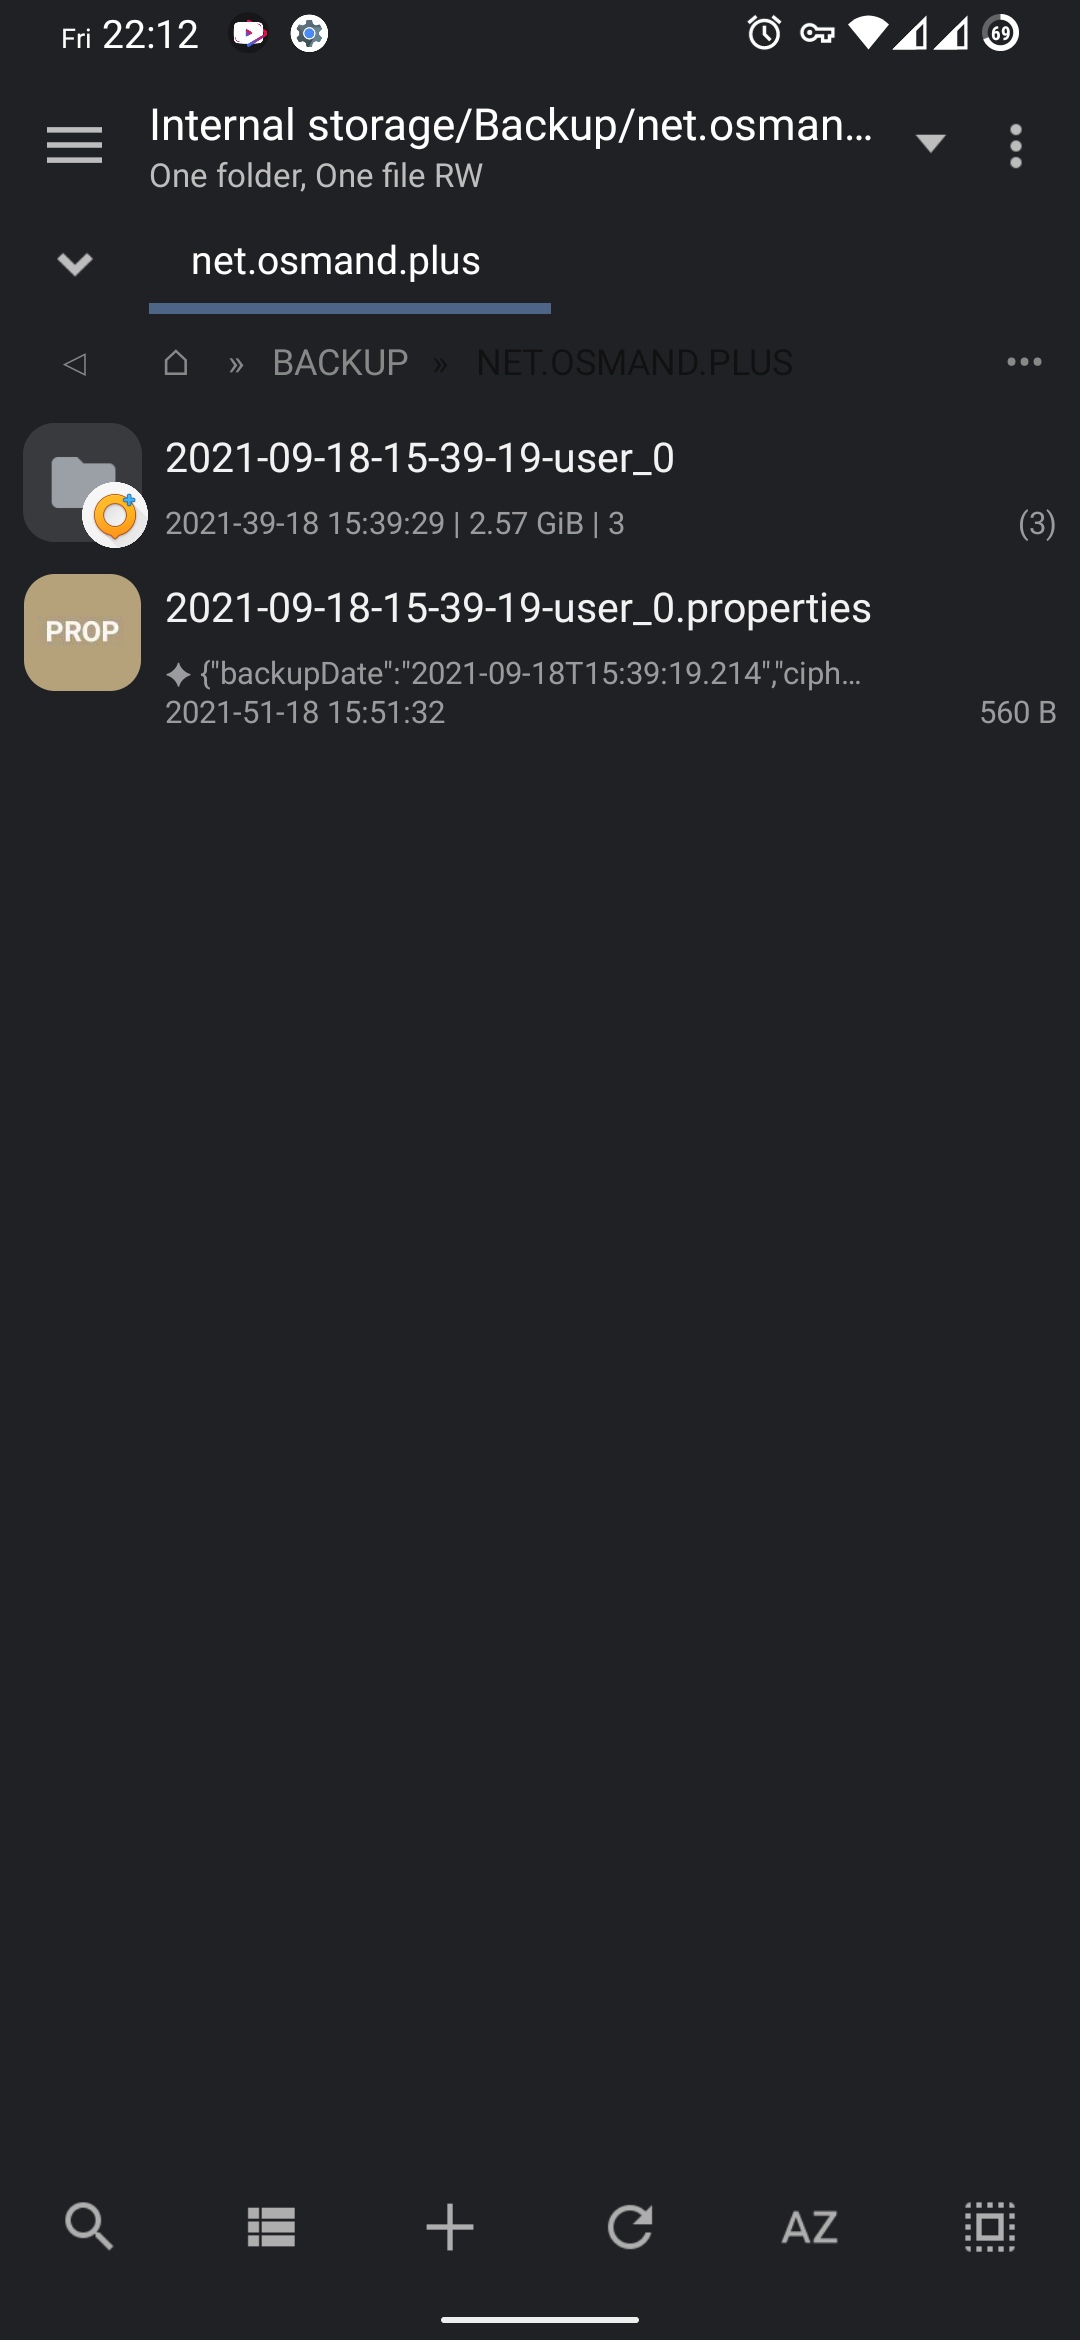 Fri 22:12
69
Internal storage/Backup/net.osman...
One folder, One file RW
net.osmand.plus
» BACKUP » NET.OSMAND.PLUS
2021-09-18-15-39-19-user_0
2021-39-18 15:39:29 | 2.57 GiB | 3 (3)
PROP
2021-09-18-15-39-19-user_0.properties
{"backupDate":"2021-09-18T15:39:19.214","ciph...
2021-51-18 15:51:32 560 B
AZ